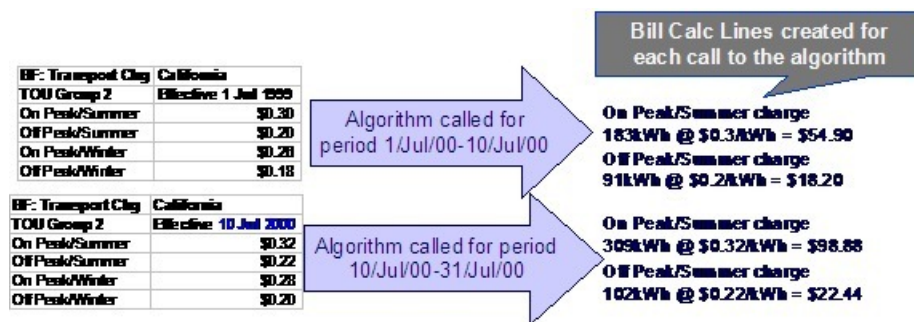 Bill Calc Lines created for
each call to the algorithm
BF: Transport Chg California
TOU Group 2 Effective 1 Jul 1999
On Peak/Summer $0.30
Off Peak/Summer $0.20
On Peak/Winter $0.28
Off Peak/Winter $0.18
Algorithm called for
period 1/Jul/00-10/Jul/00
On Peak/Summer charge
183kWh @ $0.3/kWh = $54.90
Off Peak/Summer charge
91kWh @ $0.2/kWh = $18.20
BF: Transport Chg California
TOU Group 2 Effective 10 Jul 2000
On Peak/Summer $0.32
Off Peak/Summer $0.22
On Peak/Winter $0.28
Off Peak/Winter $0.20
Algorithm called for period
10/Jul/00-31/Jul/00
On Peak/Summer charge
309kWh @ $0.32/kWh = $98.88
Off Peak/Summer charge
102kWh @ $0.22/kWh = $22.44